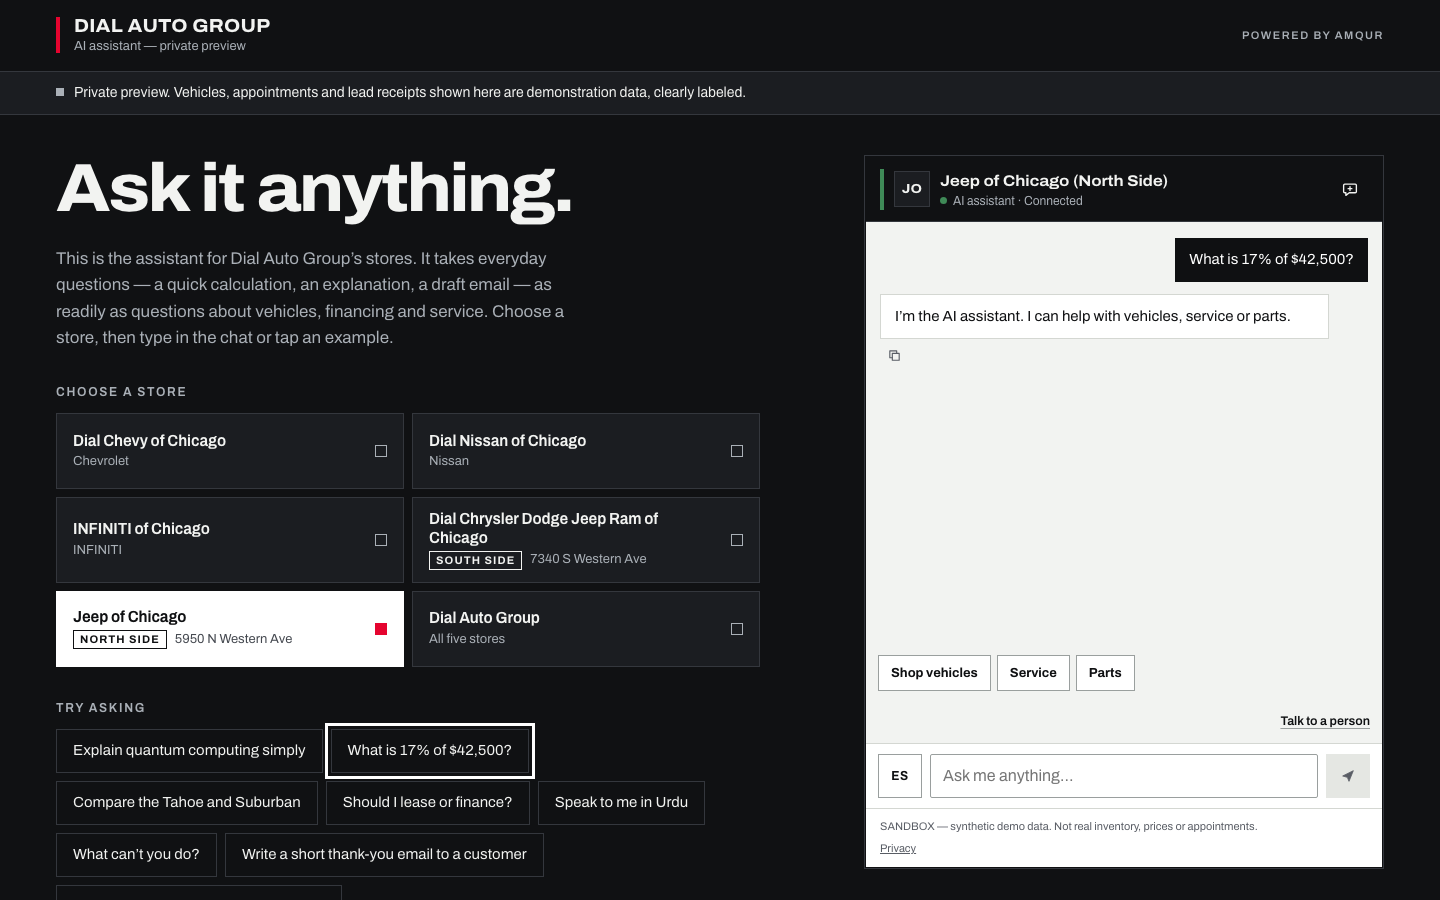 DIAL AUTO GROUP
AI assistant — private preview
POWERED BY AMQUR
Private preview. Vehicles, appointments and lead receipts shown here are demonstration data, clearly labeled.
Ask it anything.
This is the assistant for Dial Auto Group’s stores. It takes everyday
questions — a quick calculation, an explanation, a draft email — as
readily as questions about vehicles, financing and service. Choose a
store, then type in the chat or tap an example.
CHOOSE A STORE
Dial Chevy of Chicago
Chevrolet
Dial Nissan of Chicago
Nissan
INFINITI of Chicago
INFINITI
Dial Chrysler Dodge Jeep Ram of
Chicago
SOUTH SIDE 7340 S Western Ave
Jeep of Chicago
NORTH SIDE 5950 N Western Ave
Dial Auto Group
All five stores
TRY ASKING
Explain quantum computing simply
What is 17% of $42,500?
Compare the Tahoe and Suburban
Should I lease or finance?
Speak to me in Urdu
What can’t you do?
Write a short thank-you email to a customer
JO
Jeep of Chicago (North Side)
AI assistant · Connected
What is 17% of $42,500?
I’m the AI assistant. I can help with vehicles, service or parts.
Shop vehicles
Service
Parts
Talk to a person
ES
Ask me anything...
SANDBOX — synthetic demo data. Not real inventory, prices or appointments.
Privacy